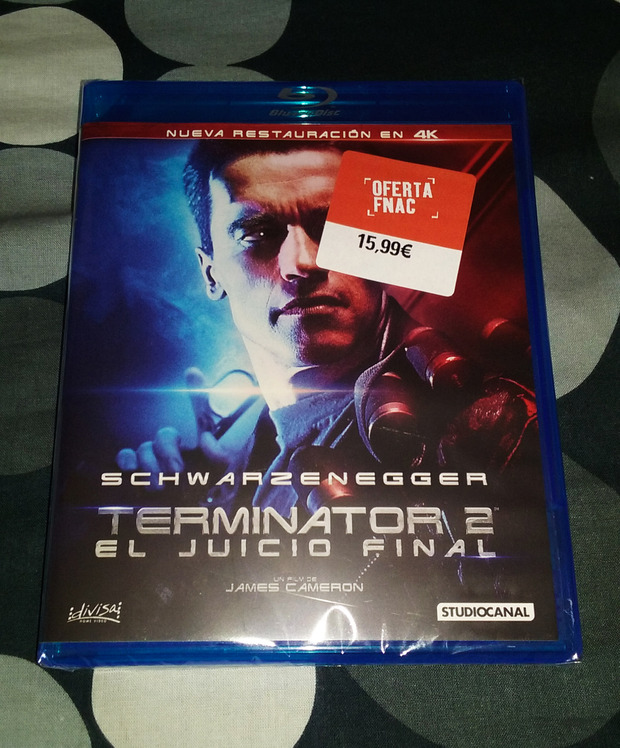 Blu-ray Disc
NUEVA RESTAURACIÓN EN 4K
OFERTA
FNAC
15,99€
SCHWARZENEGGER
TERMINATOR 2™
EL JUICIO FINAL
UN FILM DE
JAMES CAMERON
divisa
HOME VIDEO
STUDIOCANAL